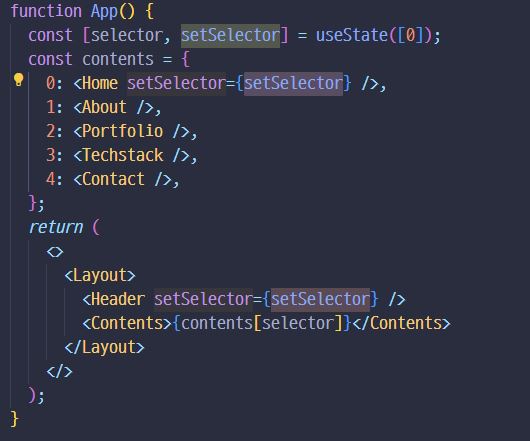 function App() {
  const [selector, setSelector] = useState([0]);
  const contents = {
    0: <Home setSelector={setSelector} />,
    1: <About />,
    2: <Portfolio />,
    3: <Techstack />,
    4: <Contact />,
  };
  return (
    <>
      <Layout>
        <Header setSelector={setSelector} />
        <Contents>{contents[selector]}</Contents>
      </Layout>
    </>
  );
}